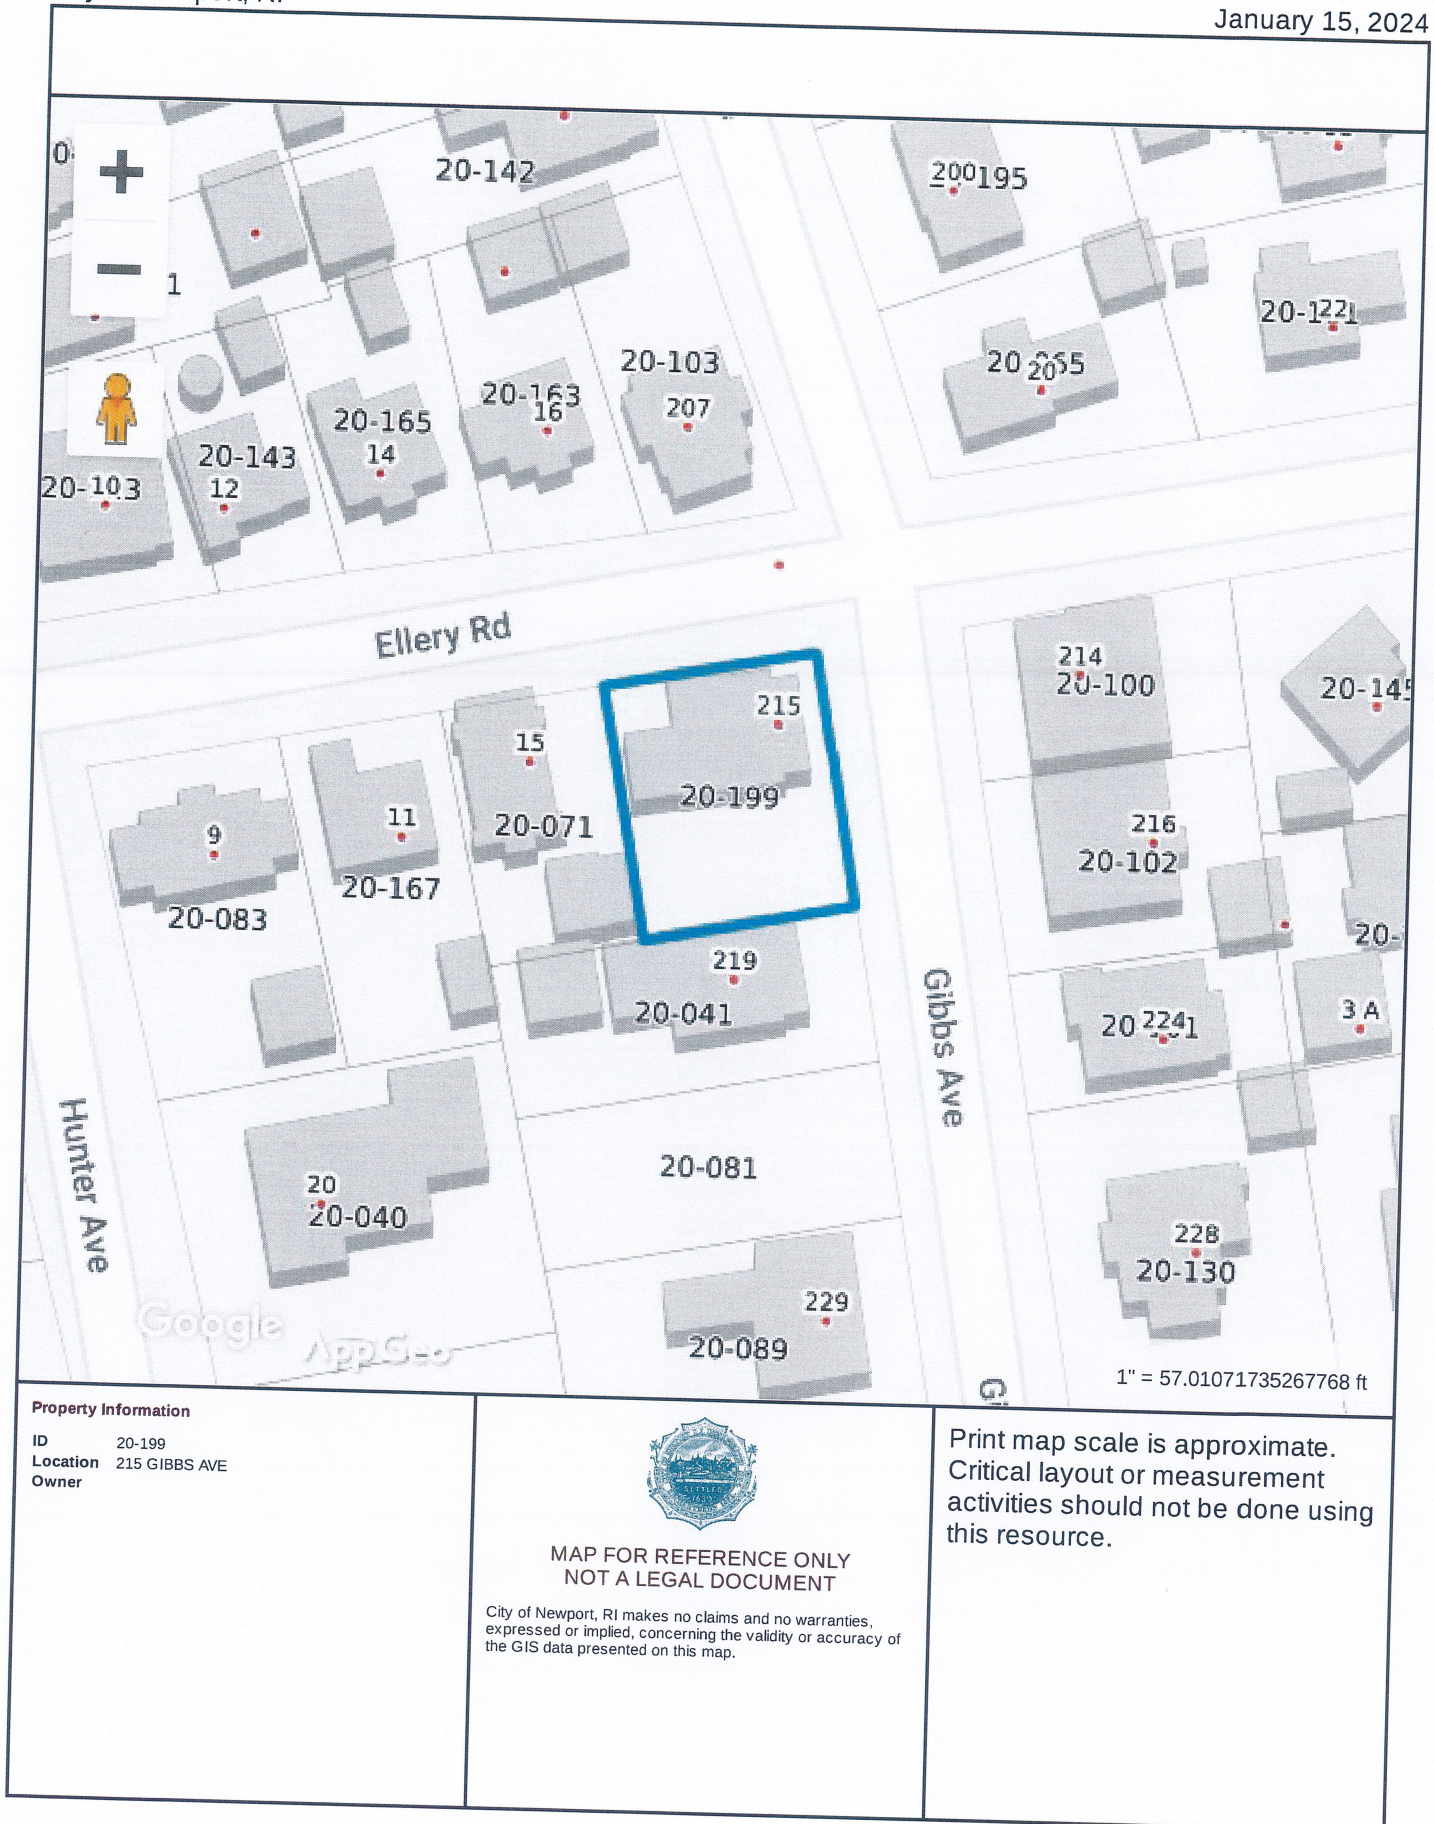 January 15, 2024
20-142
1
20-103
207
20-163
16
20-165
14
20-143
12
20-103
20
Ellery Rd
215
20-199
15
20-071
11
20-167
9
20-083
214
20-100
216
20-102
219
20-041
224
3 A
Gibbs Ave
Hunter Ave
20-081
20
20-040
228
20-130
229
20-089
Google
AppGeo
1" = 57.01071735267768 ft
Property Information
ID 20-199
Location 215 GIBBS AVE
Owner
SETTLED
1639
MAP FOR REFERENCE ONLY
NOT A LEGAL DOCUMENT
City of Newport, RI makes no claims and no warranties,
expressed or implied, concerning the validity or accuracy of
the GIS data presented on this map.
Print map scale is approximate.
Critical layout or measurement
activities should not be done using
this resource.